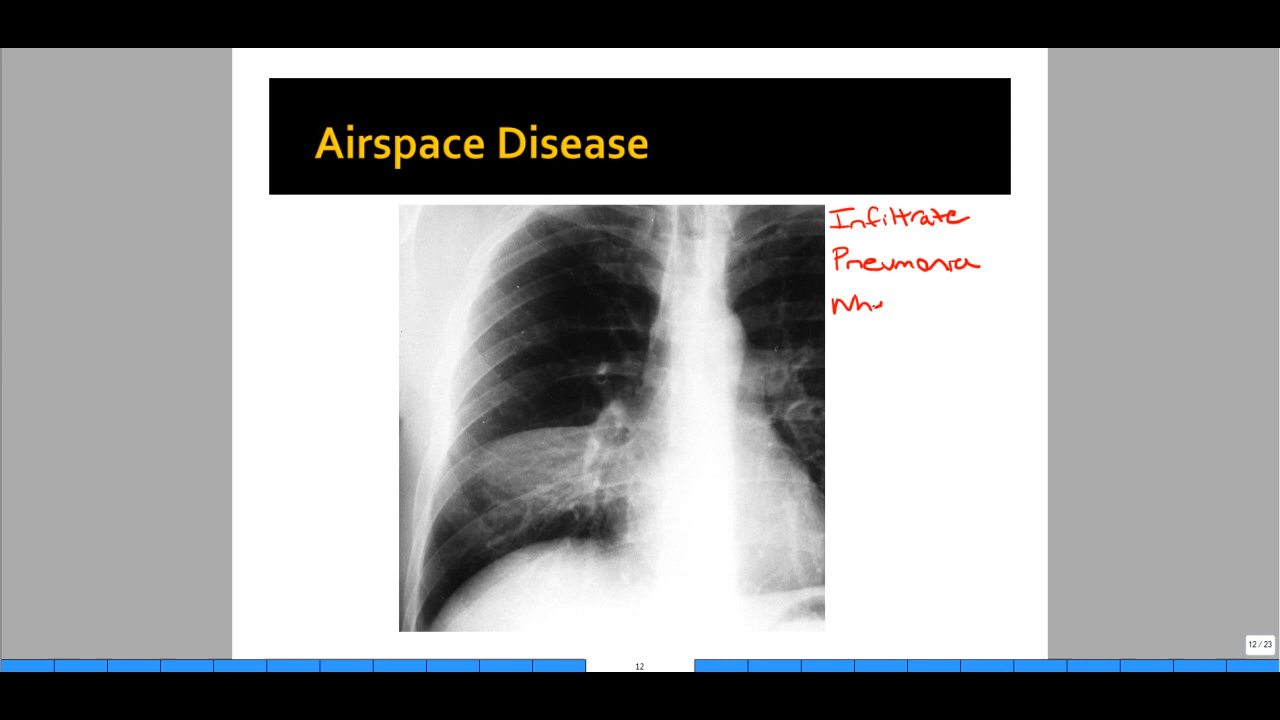 Airspace Disease
Infiltrate
Pneumonia
12 / 23
12